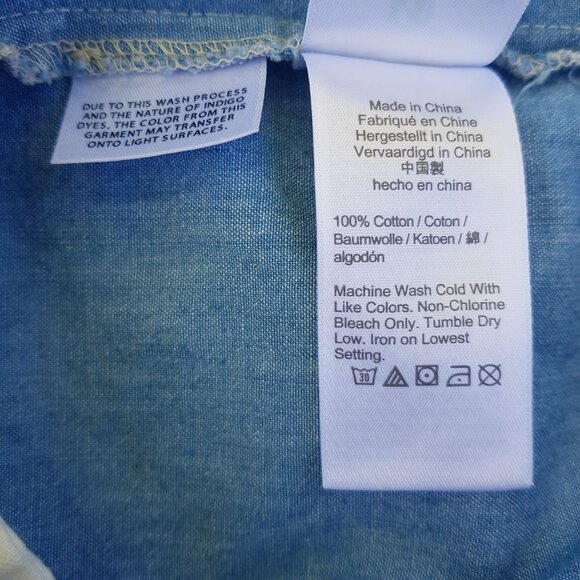 DUE TO THIS WASH PROCESS
AND THE NATURE OF INDIGO
DYES, THE COLOR FROM THIS
GARMENT MAY TRANSFER
ONTO LIGHT SURFACES.
Made in China
Fabriqué en Chine
Hergestellt in China
Vervaardigd in China
中国製
hecho en china
100% Cotton / Coton /
Baumwolle / Katoen / 綿 /
algodón
Machine Wash Cold With
Like Colors. Non-Chlorine
Bleach Only. Tumble Dry
Low. Iron on Lowest
Setting.
30